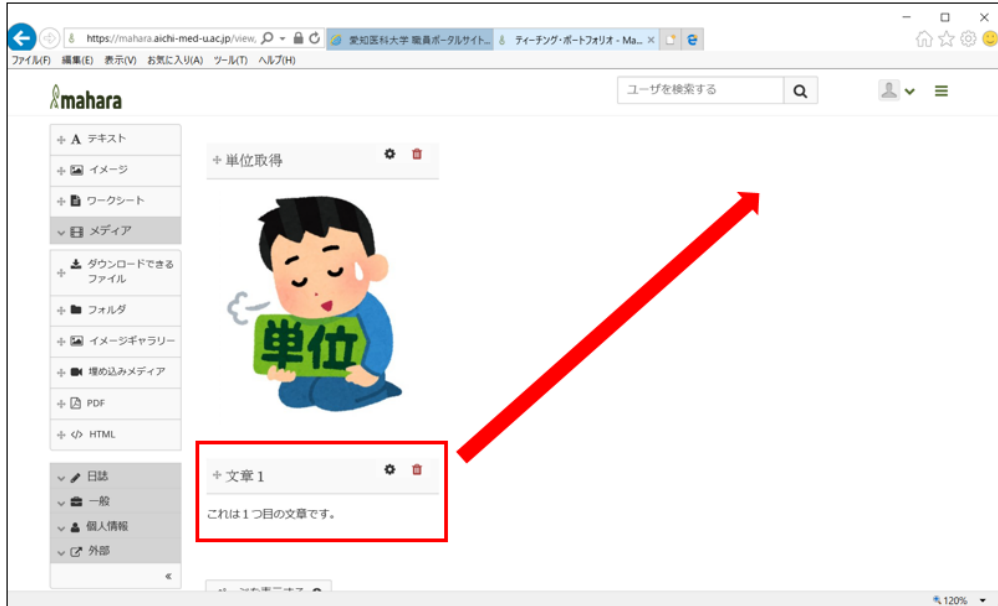 https://mahara.aichi-med-u.ac.jp/view,
愛知医科大学 職員ポータルサイト...
ティーチング・ポートフォリオ - Ma...
ファイル(F) 編集(E) 表示(V) お気に入り(A) ツール(T) ヘルプ(H)
mahara
ユーザを検索する
テキスト
イメージ
ワークシート
メディア
ダウンロードできる
ファイル
フォルダ
イメージギャラリー
埋め込みメディア
PDF
HTML
日誌
一般
個人情報
外部
単位取得
単位
文章 1
これは 1 つ目の文章です。
120%